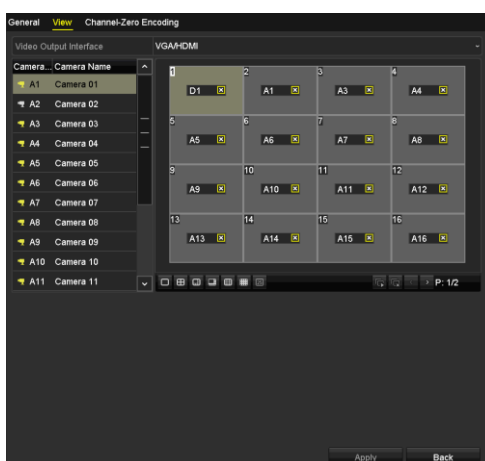 General View Channel-Zero Encoding
Video Output Interface VGA/HDMI
Camera... Camera Name
A1 Camera 01
A2 Camera 02
A3 Camera 03
A4 Camera 04
A5 Camera 05
A6 Camera 06
A7 Camera 07
A8 Camera 08
A9 Camera 09
A10 Camera 10
A11 Camera 11
1 2 3 4
D1 A1 A3 A4
5 6 7 8
A5 A6 A7 A8
9 10 11 12
A9 A10 A11 A12
13 14 15 16
A13 A14 A15 A16
P: 1/2
Apply Back